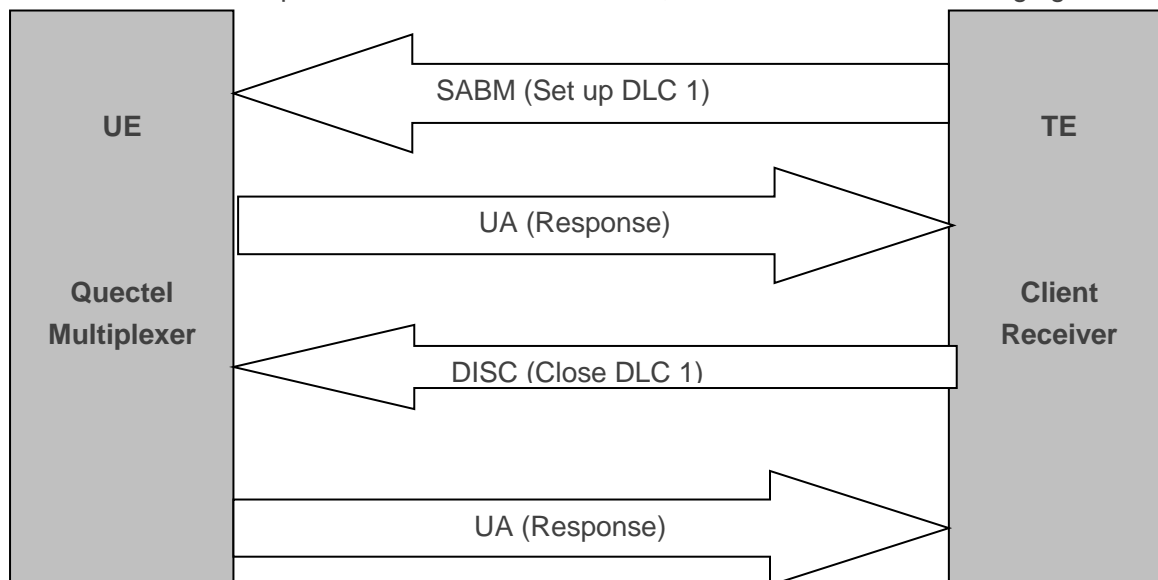 SABM (Set up DLC 1)
UE
TE
UA (Response)
Quectel
Multiplexer
Client
Receiver
DISC (Close DLC 1)
UA (Response)